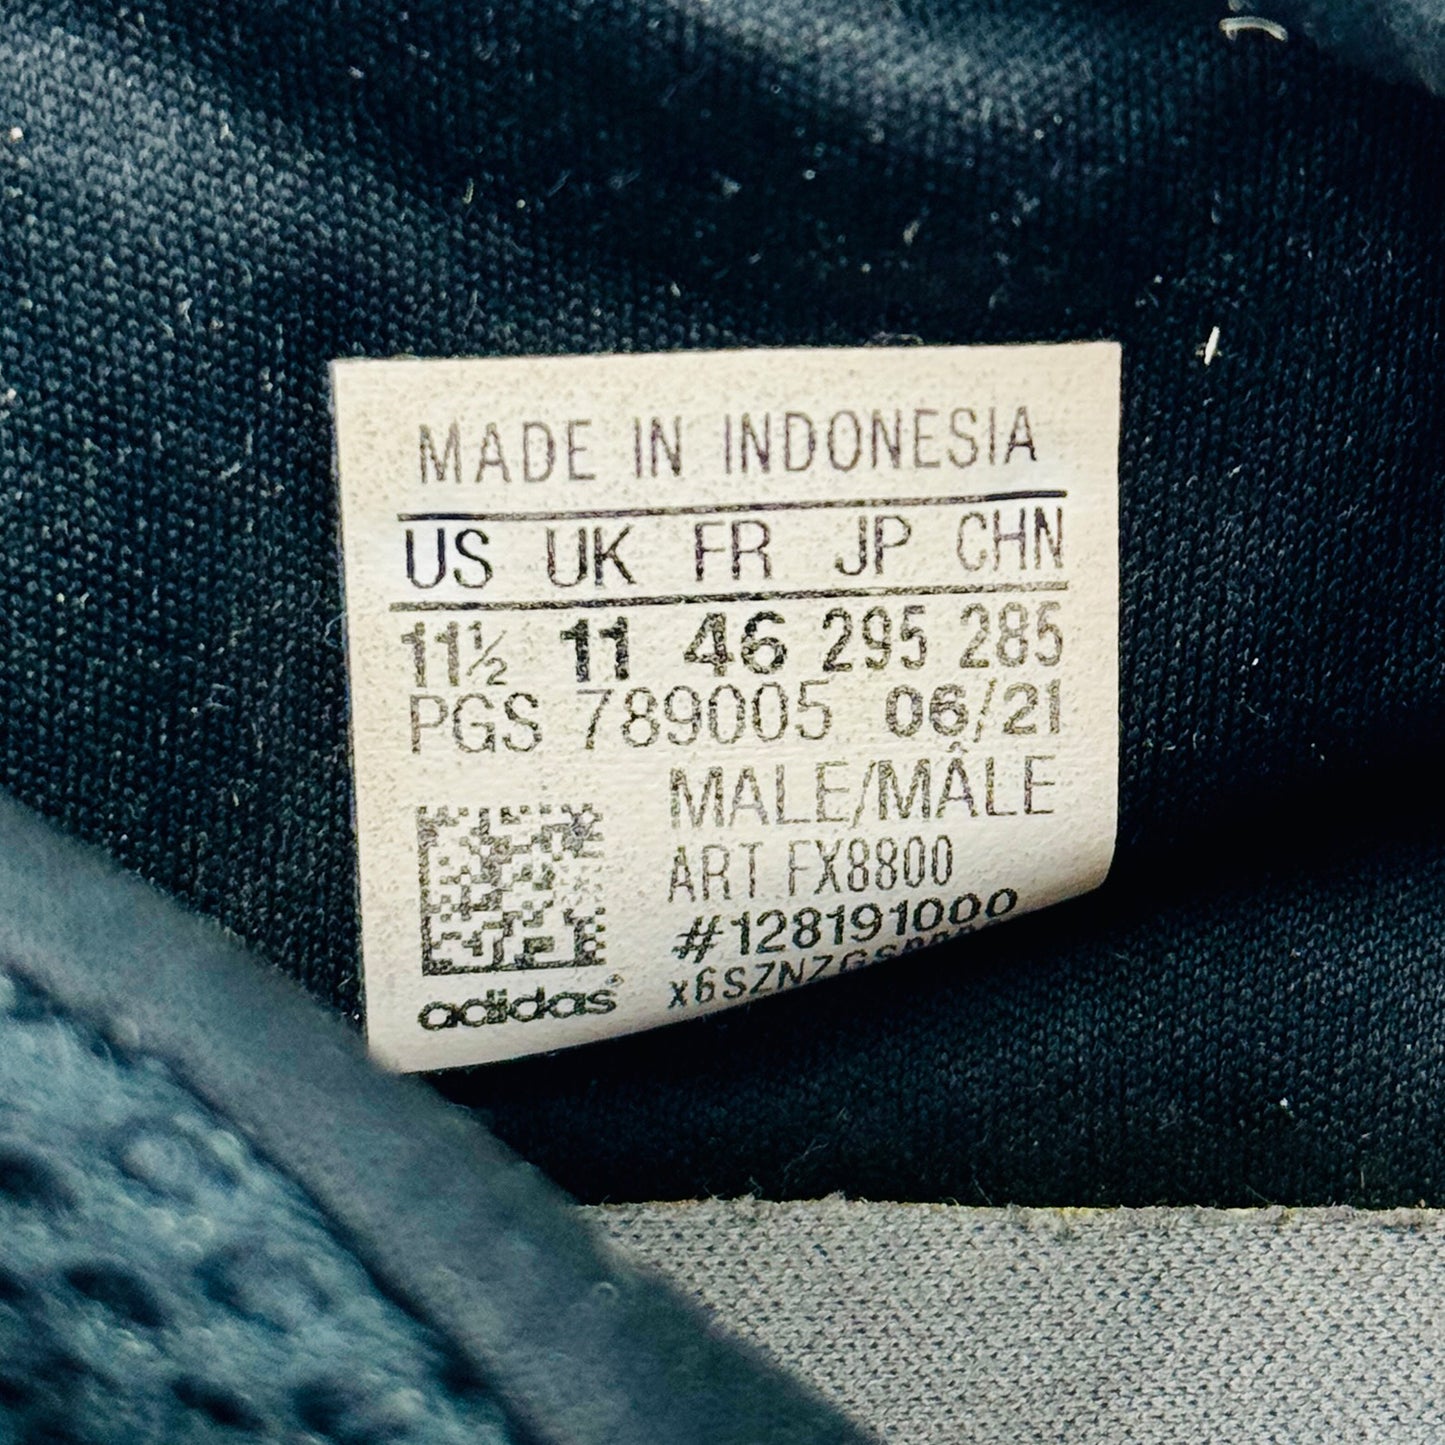 MADE IN INDONESIA
US UK FR JP CHN
11½ 11 46 295 285
PGS 789005 06/21
MALE/MÂLE
ART. FX8800
#128191000
adidas